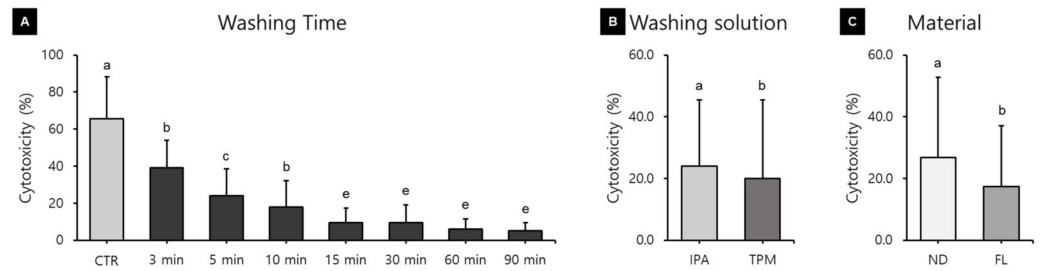 A Washing Time
Cytotoxicity (%)
100
80
60
40
20
0
a
b
c
b
e
e
e
e
CTR 3 min 5 min 10 min 15 min 30 min 60 min 90 min
B Washing solution
Cytotoxicity (%)
60.0
40.0
20.0
0.0
a
b
IPA TPM
C Material
Cytotoxicity (%)
60.0
40.0
20.0
0.0
a
b
ND FL